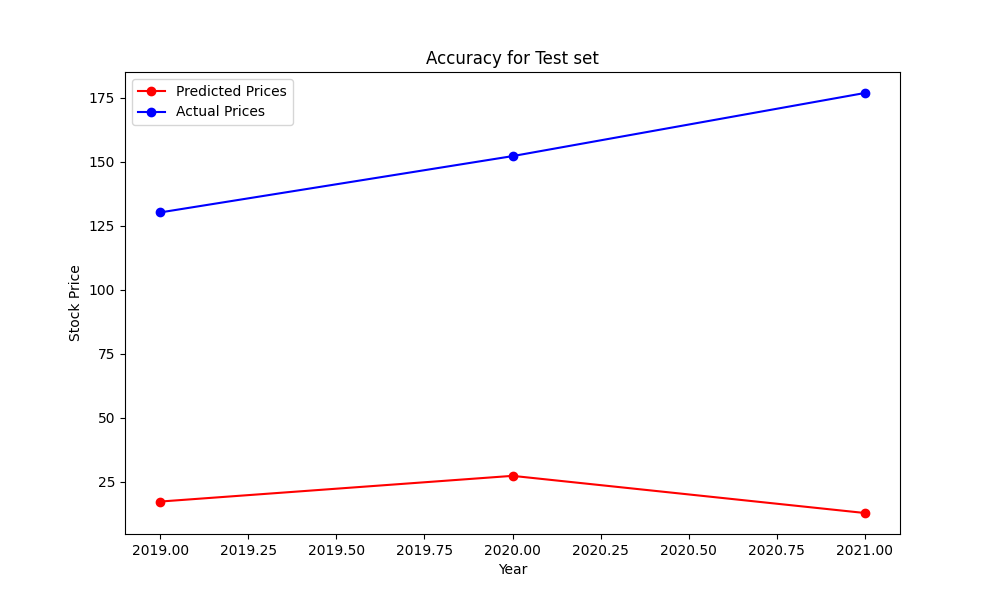 Accuracy for Test set
Predicted Prices
Actual Prices
175
150
125
100
75
50
25
Stock Price
2019.00 2019.25 2019.50 2019.75 2020.00 2020.25 2020.50 2020.75 2021.00
Year